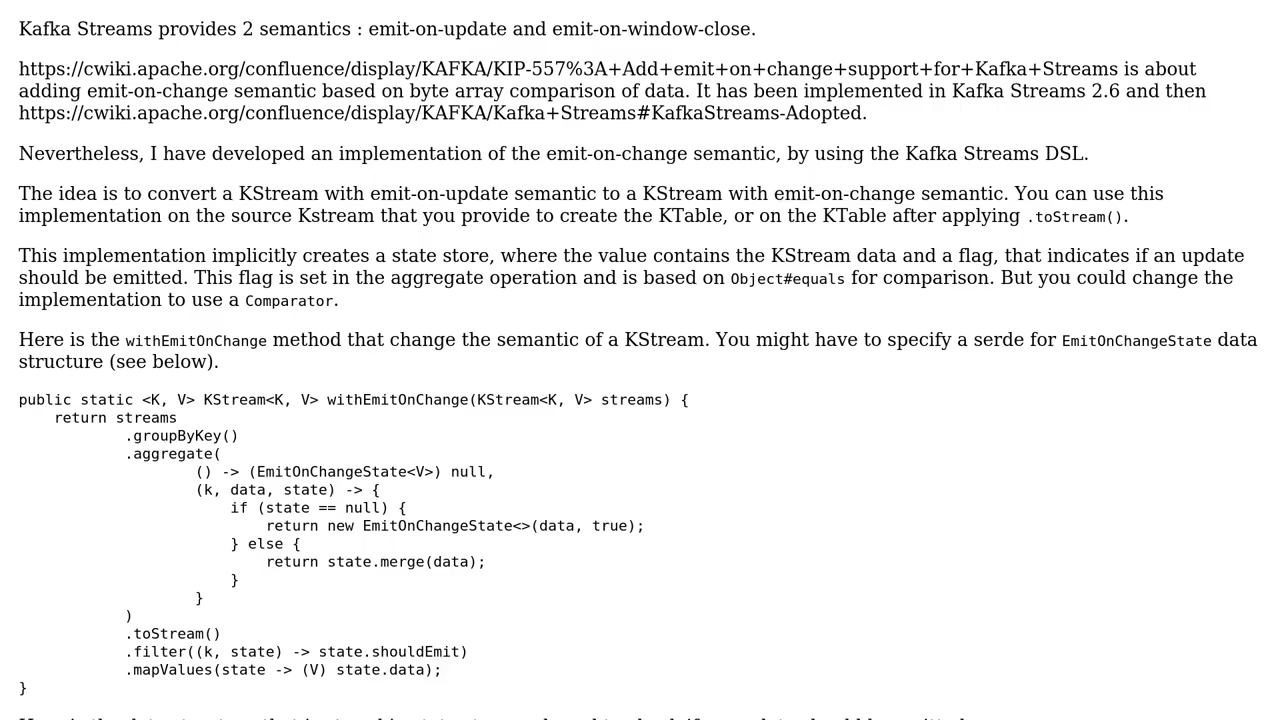 Kafka Streams provides 2 semantics : emit-on-update and emit-on-window-close.
https://cwiki.apache.org/confluence/display/KAFKA/KIP-557%3A+Add+emit+on+change+support+for+Kafka+Streams is about
adding emit-on-change semantic based on byte array comparison of data. It has been implemented in Kafka Streams 2.6 and then
https://cwiki.apache.org/confluence/display/KAFKA/Kafka+Streams#KafkaStreams-Adopted.
Nevertheless, I have developed an implementation of the emit-on-change semantic, by using the Kafka Streams DSL.
The idea is to convert a KStream with emit-on-update semantic to a KStream with emit-on-change semantic. You can use this
implementation on the source Kstream that you provide to create the KTable, or on the KTable after applying .toStream().
This implementation implicitly creates a state store, where the value contains the KStream data and a flag, that indicates if an update
should be emitted. This flag is set in the aggregate operation and is based on Object#equals for comparison. But you could change the
implementation to use a Comparator.
Here is the withEmitOnChange method that change the semantic of a KStream. You might have to specify a serde for EmitOnChangeState data
structure (see below).
public static <K, V> KStream<K, V> withEmitOnChange(KStream<K, V> streams) {
    return streams
            .groupByKey()
            .aggregate(
                    () -> (EmitOnChangeState<V>) null,
                    (k, data, state) -> {
                        if (state == null) {
                            return new EmitOnChangeState<>(data, true);
                        } else {
                            return state.merge(data);
                        }
                    }
            )
            .toStream()
            .filter((k, state) -> state.shouldEmit)
            .mapValues(state -> (V) state.data);
}